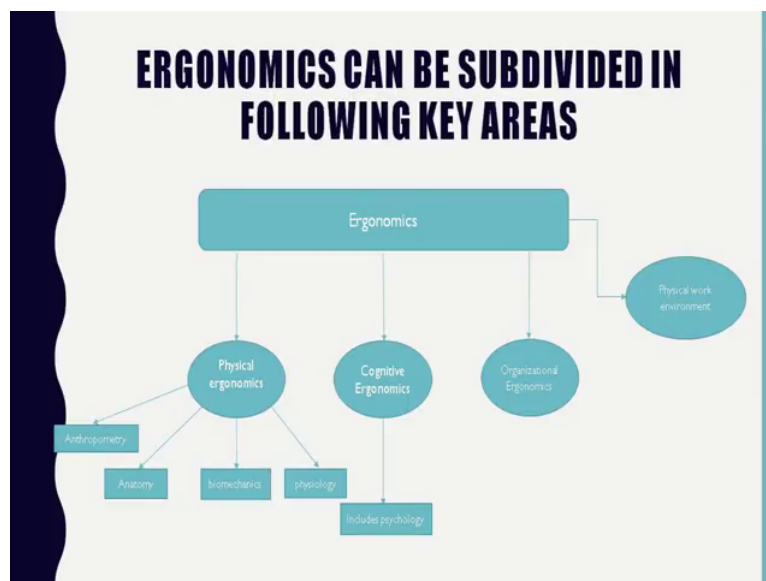 ERGONOMICS CAN BE SUBDIVIDED IN
FOLLOWING KEY AREAS
Ergonomics
Physical work
environment
Physical
ergonomics
Cognitive
Ergonomics
Organizational
Ergonomics
Anthropometry
Anatomy
biomechanics
physiology
Includes psychology